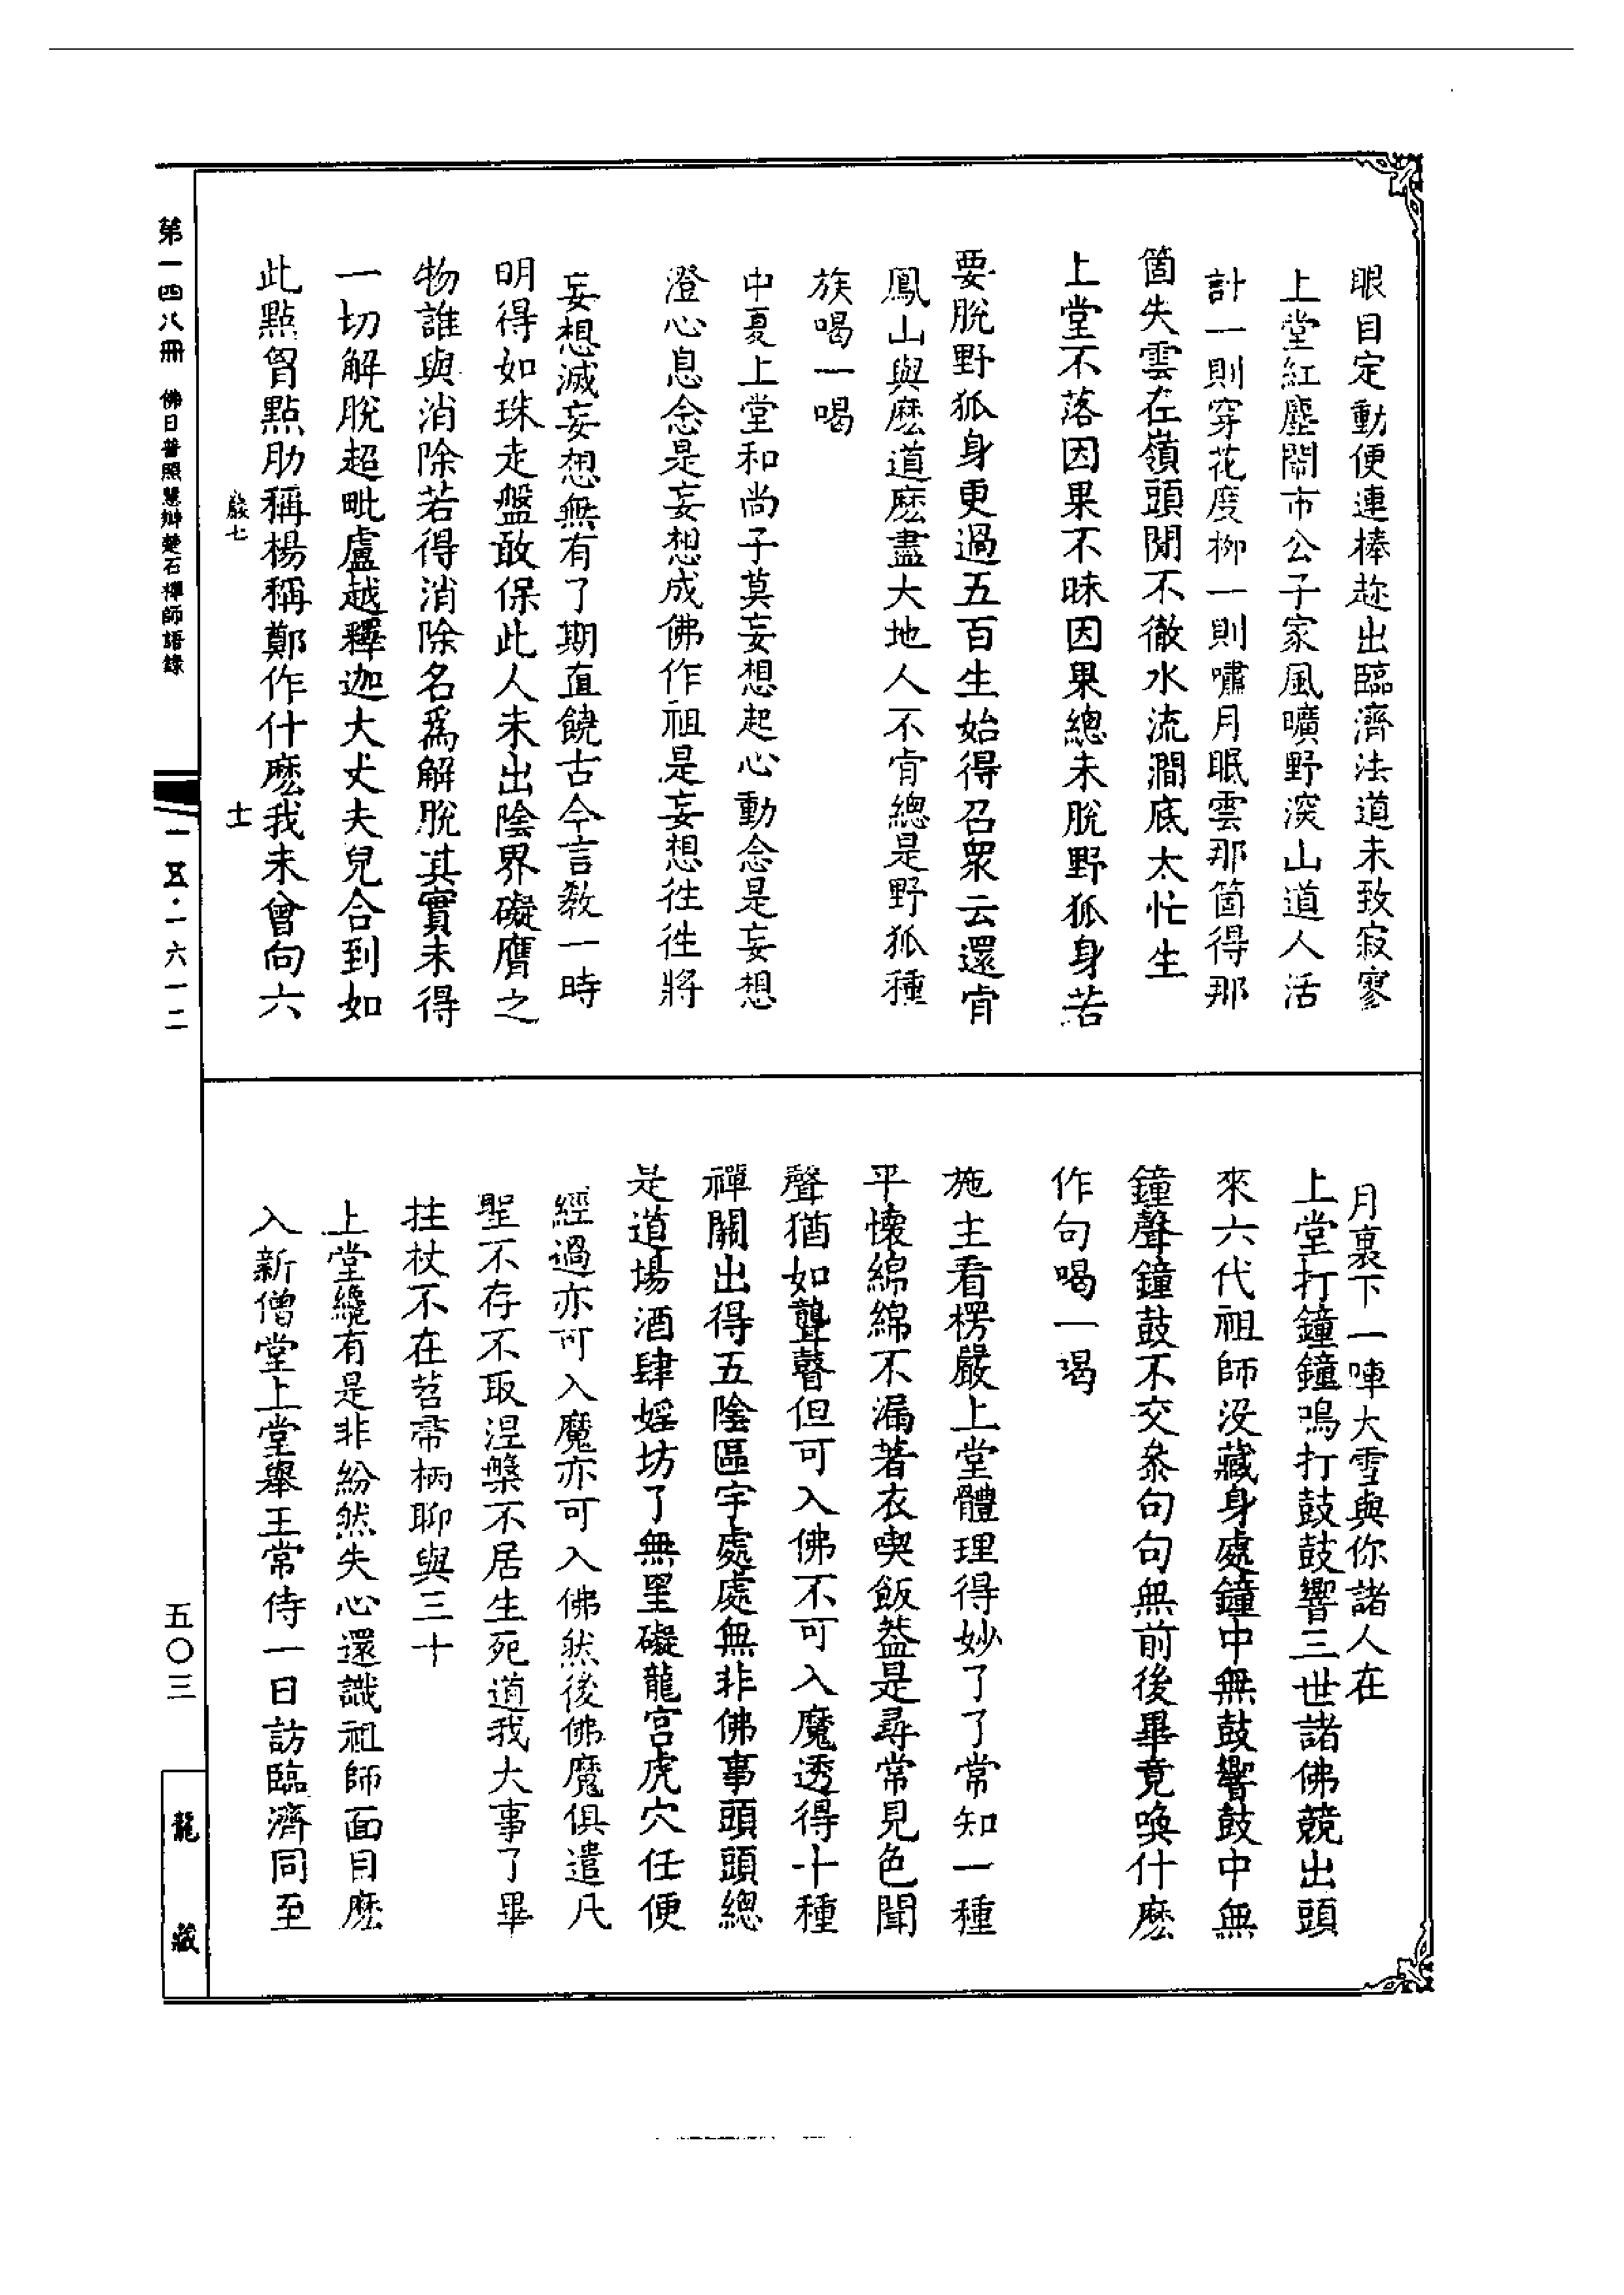 眼目定動便連棒趂出臨濟法道未致寂寥
上堂紅塵鬧市公子家風曠野深山道人活
計一則穿花度柳一則嘯月眠雲那箇得那
箇失雲在嶺頭閒不徹水流澗底太忙生
上堂不落因果不昧因果總未脫野狐身若
要脫野狐身更過五百生始得召衆云還肯
鳳山與麽道麽盡大地人不肯總是野狐種
族喝一喝
中夏上堂和尚子莫妄想起心動念是妄想
澄心息念是妄想成佛作祖是妄想徃徃將
妄想滅妄想無有了期直饒古今言教一時
明得如珠走盤敢保此人未出陰界礙膺之
物誰與消除若得消除名爲解脫其實未得
一切解脫超毗盧越釋迦大丈夫兒合到如
此點胷點肋稱楊稱鄭作什麽我未曾向六
嚴七
十一
月裏下一陣大雪與你諸人在
上堂打鐘鐘鳴打鼓鼓響三世諸佛競出頭
來六代祖師沒藏身處鐘中無鼓響鼓中無
鐘聲鐘鼓不交叅句句無前後畢竟喚什麽
作句喝一喝
施主看楞嚴上堂體理得妙了了常知一種
平懷綿綿不漏著衣喫飯葢是尋常見色聞
聲猶如聾瞽但可入佛不可入魔透得十種
禪關出得五陰區宇處處無非佛事頭頭總
是道場酒肆婬坊了無罣礙龍宮虎穴任便
經過亦可入魔亦可入佛然後佛魔俱遣凡
聖不存不取涅槃不居生死道我大事了畢
拄杖不在苕帚柄聊與三十
上堂纔有是非紛然失心還識祖師面目麽
入新僧堂上堂舉王常侍一日訪臨濟同至
第一四八冊 佛日普照慧辯楚石禪師語錄
一五·一六一二
五〇三
龍藏